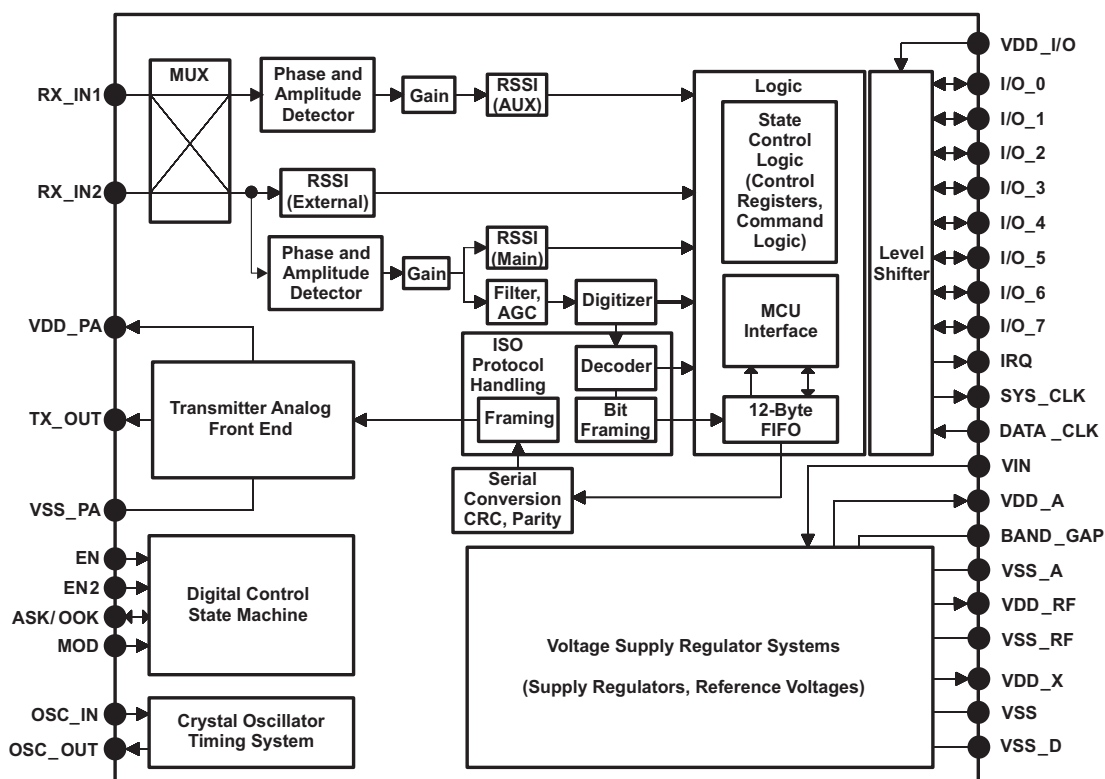 RX_IN1
RX_IN2
VDD_PA
TX_OUT
VSS_PA
EN
EN2
ASK/OOK
MOD
OSC_IN
OSC_OUT
MUX
Phase and
Amplitude
Detector
Gain
RSSI
(AUX)
RSSI
(External)
Phase and
Amplitude
Detector
Gain
RSSI
(Main)
Filter,
AGC
Digitizer
ISO
Protocol
Handling
Decoder
Bit
Framing
Framing
Serial
Conversion
CRC, Parity
Transmitter Analog
Front End
Digital Control
State Machine
Crystal Oscillator
Timing System
Logic
State
Control
Logic
(Control
Registers,
Command
Logic)
MCU
Interface
12-Byte
FIFO
Level
Shifter
Voltage Supply Regulator Systems
(Supply Regulators, Reference Voltages)
VDD_I/O
I/O_0
I/O_1
I/O_2
I/O_3
I/O_4
I/O_5
I/O_6
I/O_7
IRQ
SYS_CLK
DATA_CLK
VIN
VDD_A
BAND_GAP
VSS_A
VDD_RF
VSS_RF
VDD_X
VSS
VSS_D